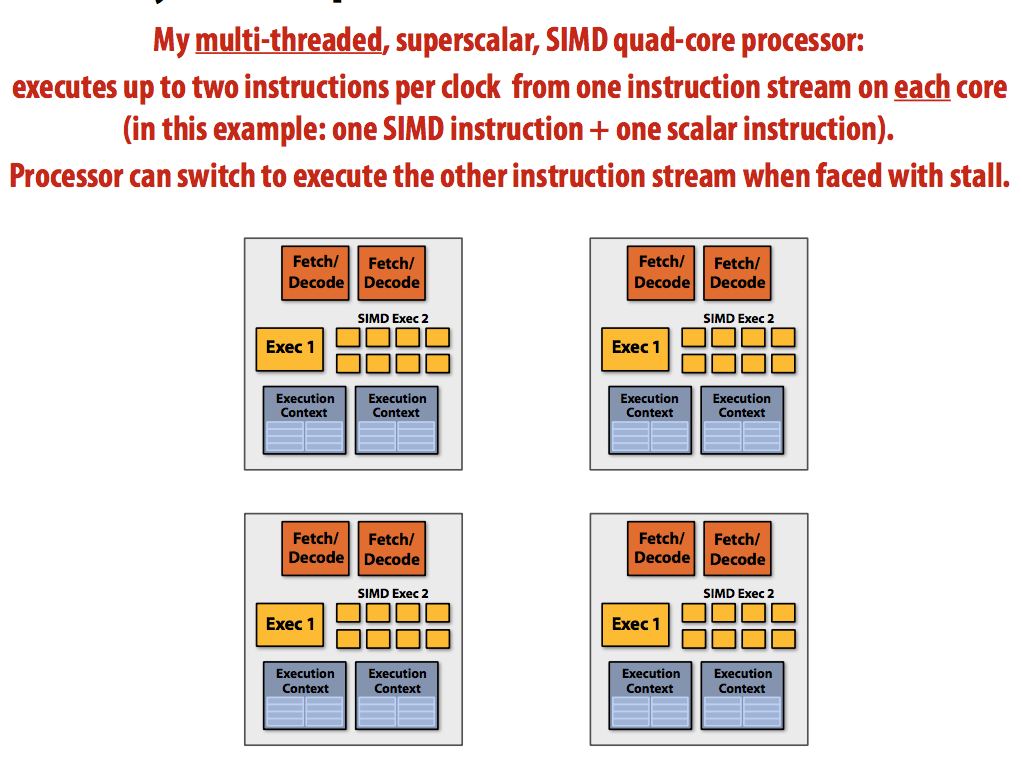 My multi-threaded, superscalar, SIMD quad-core processor:
executes up to two instructions per clock from one instruction stream on each core
(in this example: one SIMD instruction + one scalar instruction).
Processor can switch to execute the other instruction stream when faced with stall.
Fetch/
Decode
Fetch/
Decode
SIMD Exec 2
Exec 1
Execution
Context
Execution
Context
Fetch/
Decode
Fetch/
Decode
SIMD Exec 2
Exec 1
Execution
Context
Execution
Context
Fetch/
Decode
Fetch/
Decode
SIMD Exec 2
Exec 1
Execution
Context
Execution
Context
Fetch/
Decode
Fetch/
Decode
SIMD Exec 2
Exec 1
Execution
Context
Execution
Context